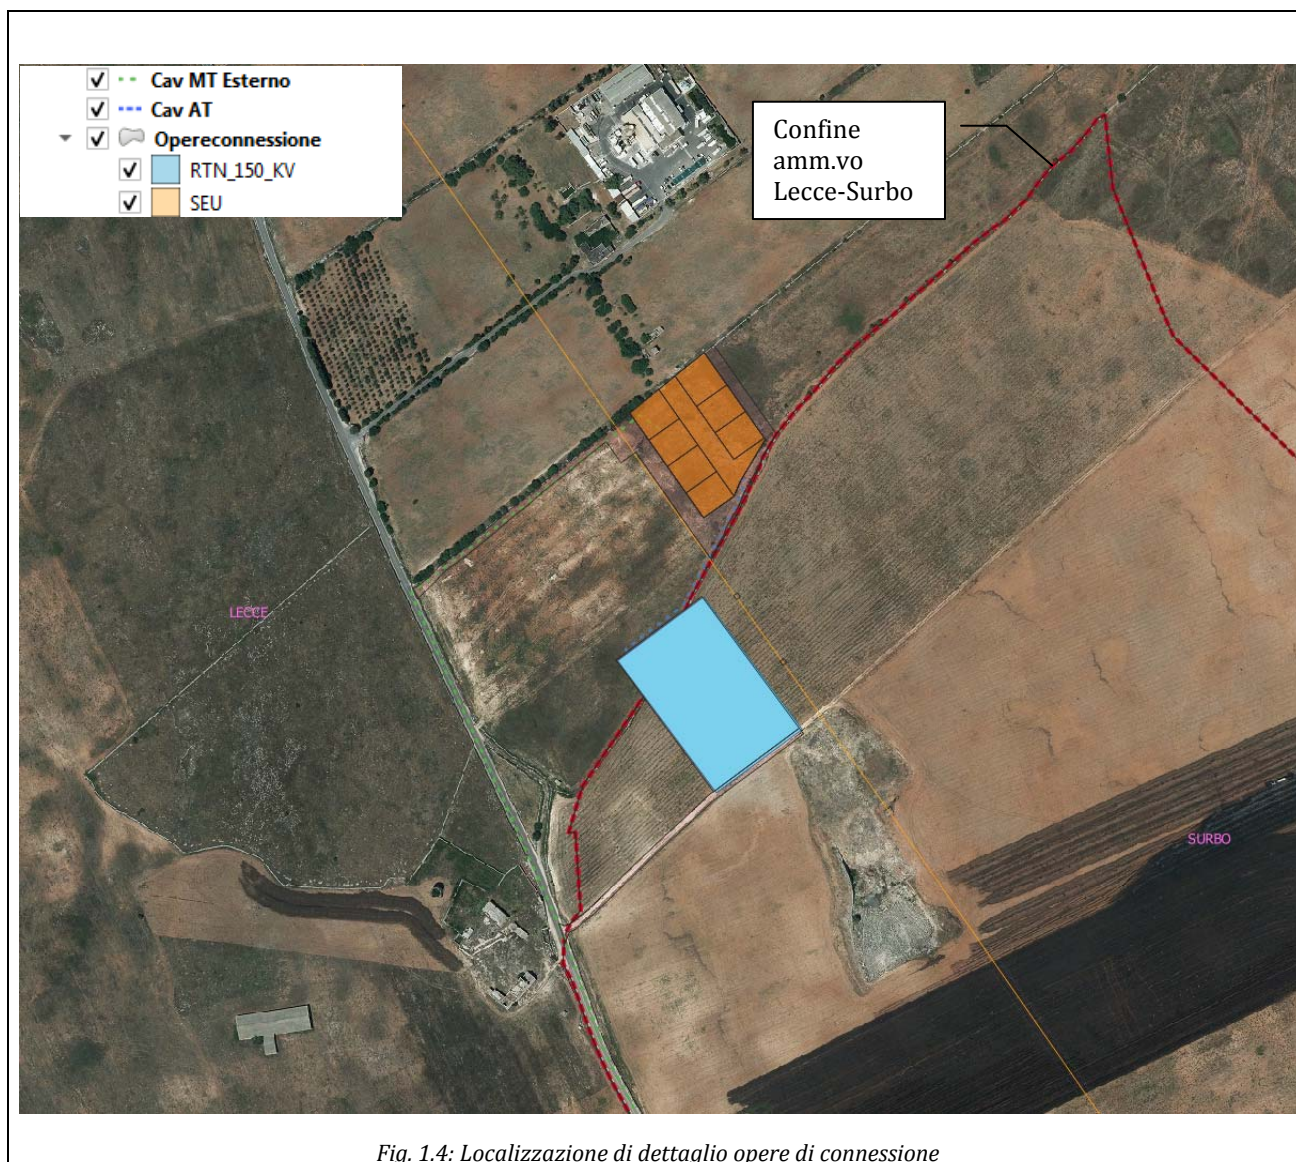 Cav MT Esterno
Cav AT
Opereconnessione
RTN_150_KV
SEU
Confine
amm.vo
Lecce-Surbo
LECCE
SURBO
Fig. 1.4: Localizzazione di dettaglio opere di connessione